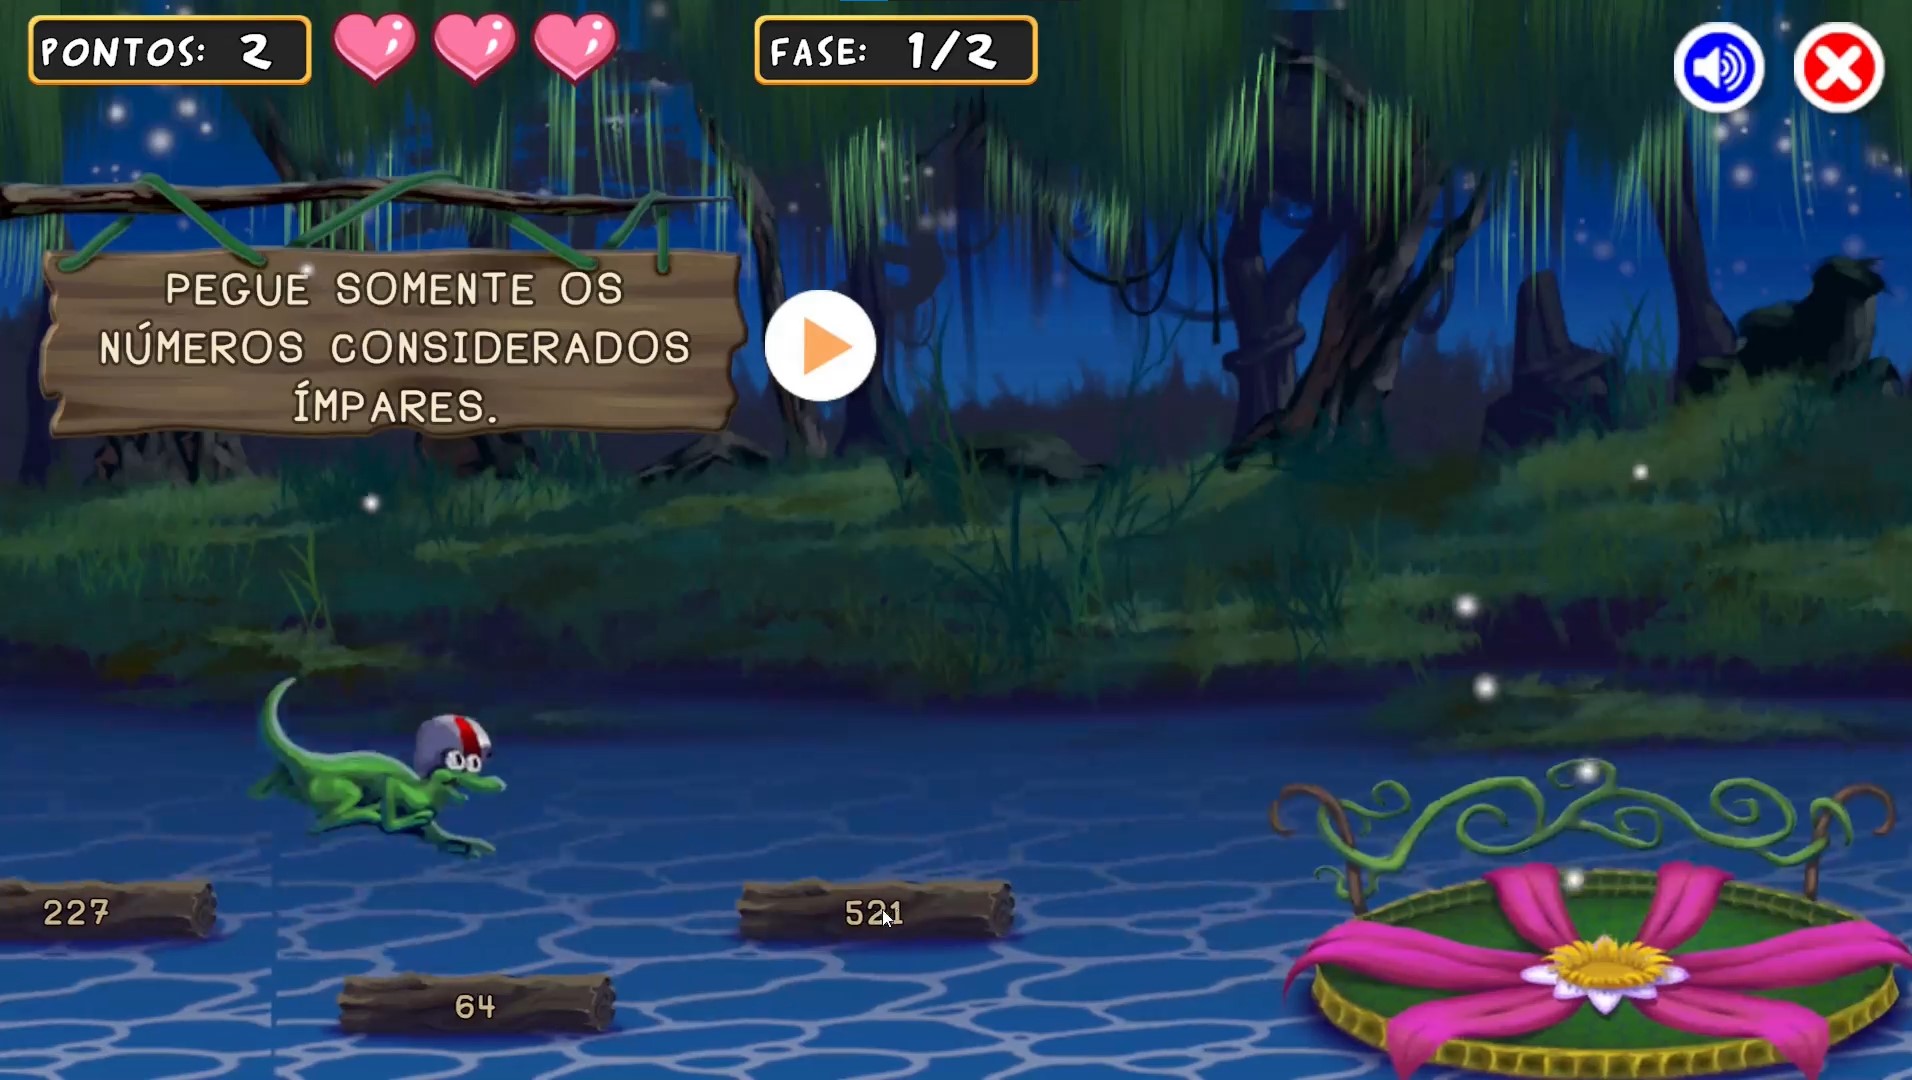 PONTOS: 2
FASE: 1/2
PEGUE SOMENTE OS
NÚMEROS CONSIDERADOS
ÍMPARES.
227
521
64